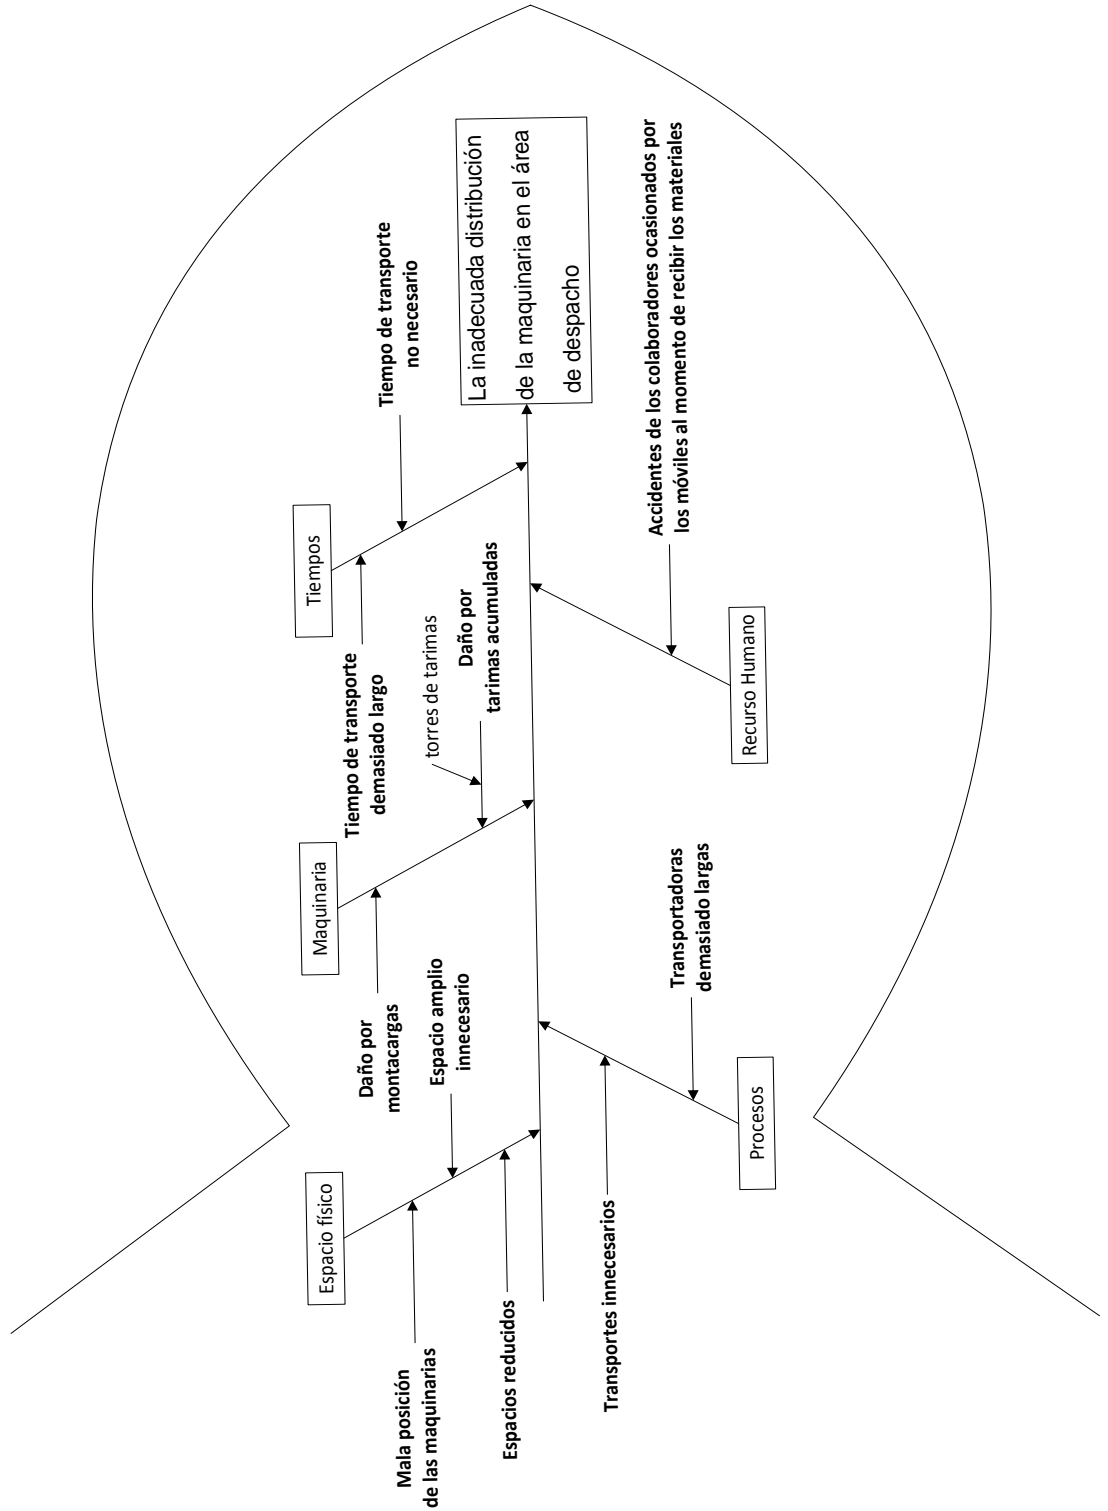 Espacio físico
Maquinaria
Tiempos
Mala posición
de las maquinarias
Daño por
montacargas
Tiempo de transporte
demasiado largo
Tiempo de transporte
no necesario
Espacio amplio
innecesario
torres de tarimas
Daño por
tarimas acumuladas
Espacios reducidos
La inadecuada distribución
de la maquinaria en el área
de despacho
Transportes innecesarios
Transportadoras
demasiado largas
Accidentes de los colaboradores ocasionados por
los móviles al momento de recibir los materiales
Procesos
Recurso Humano